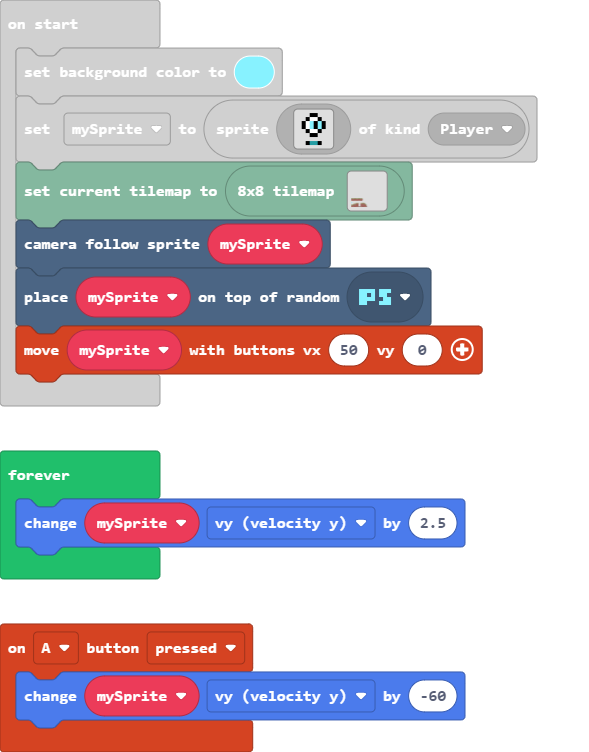 on start
set background color to
set mySprite to sprite of kind Player
set current tilemap to 8x8 tilemap
camera follow sprite mySprite
place mySprite on top of random PS
move mySprite with buttons vx 50 vy 0
forever
change mySprite vy (velocity y) by 2.5
on A button pressed
change mySprite vy (velocity y) by -60